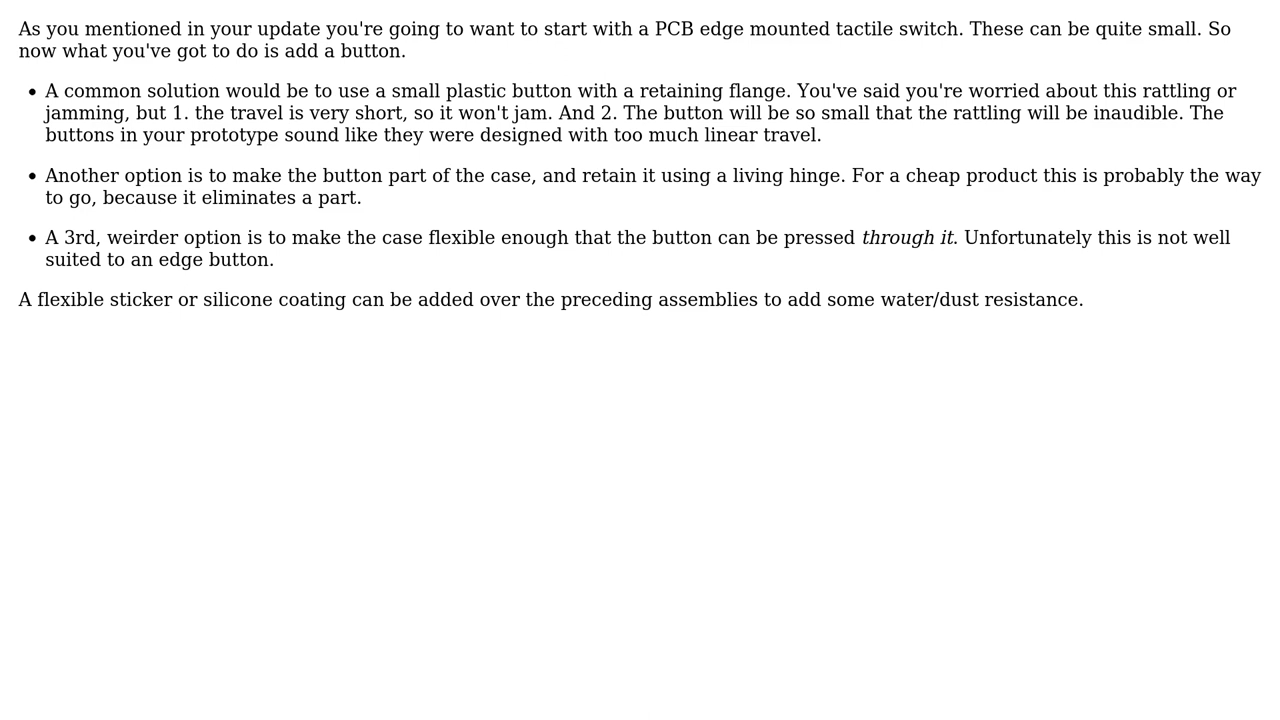 As you mentioned in your update you're going to want to start with a PCB edge mounted tactile switch. These can be quite small. So
now what you've got to do is add a button.
• A common solution would be to use a small plastic button with a retaining flange. You've said you're worried about this rattling or
jamming, but 1. the travel is very short, so it won't jam. And 2. The button will be so small that the rattling will be inaudible. The
buttons in your prototype sound like they were designed with too much linear travel.
• Another option is to make the button part of the case, and retain it using a living hinge. For a cheap product this is probably the way
to go, because it eliminates a part.
• A 3rd, weirder option is to make the case flexible enough that the button can be pressed through it. Unfortunately this is not well
suited to an edge button.
A flexible sticker or silicone coating can be added over the preceding assemblies to add some water/dust resistance.